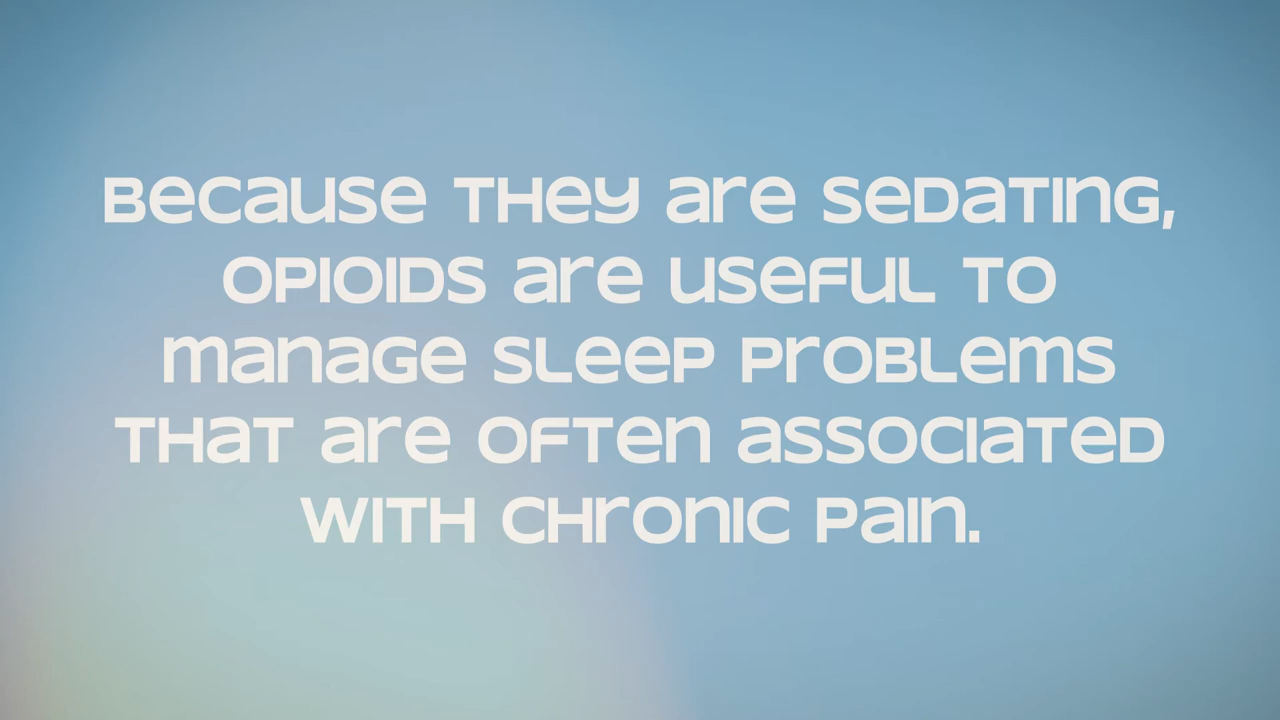 Because they are sedating,
opioids are useful to
manage sleep problems
that are often associated
with chronic pain.